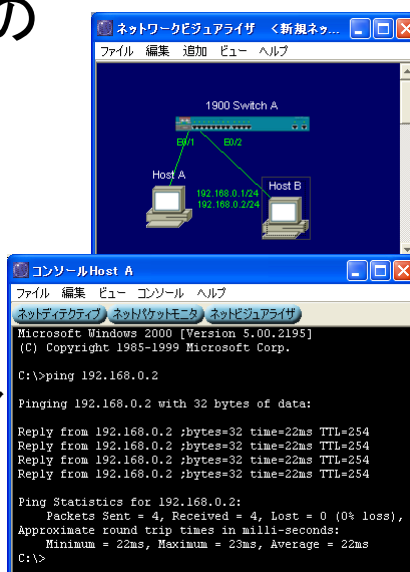 の
ネットワークビジュアライザ <新規ネッ...
ファイル 編集 追加 ビュー ヘルプ
1900 Switch A
E0/1 E0/2
Host A
Host B
192.168.0.1/24
192.168.0.2/24
コンソールHost A
ファイル 編集 ビュー コンソール ヘルプ
ネットディテクティブ ネットパケットモニタ ネットビジュアライザ
Microsoft Windows 2000 [Version 5.00.2195]
(C) Copyright 1985-1999 Microsoft Corp.
C:\>ping 192.168.0.2
Pinging 192.168.0.2 with 32 bytes of data:
Reply from 192.168.0.2 ;bytes=32 time=22ms TTL=254
Reply from 192.168.0.2 ;bytes=32 time=22ms TTL=254
Reply from 192.168.0.2 ;bytes=32 time=22ms TTL=254
Reply from 192.168.0.2 ;bytes=32 time=22ms TTL=254
Ping Statistics for 192.168.0.2:
Packets Sent = 4, Received = 4, Lost = 0 (0% loss),
Approximate round trip times in milli-seconds:
Minimum = 22ms, Maximum = 23ms, Average = 22ms
C:\>